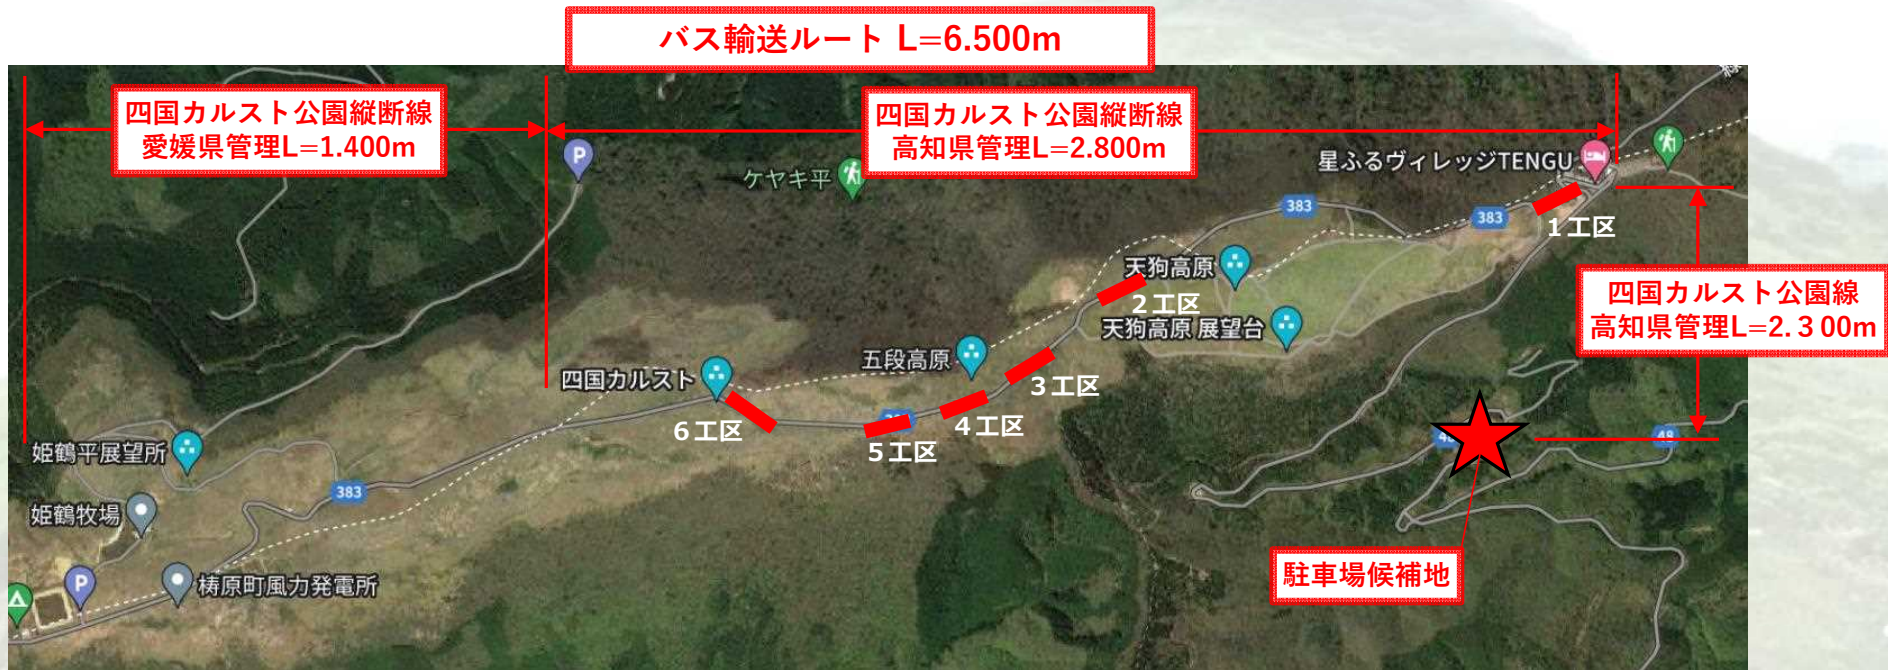 バス輸送ルート L=6.500m
四国カルスト公園縦断線
愛媛県管理L=1.400m
四国カルスト公園縦断線
高知県管理L=2.800m
星ふるヴィレッジTENGU
ケヤキ平
383
383
1工区
天狗高原
2工区
天狗高原 展望台
四国カルスト公園線
高知県管理L=2.300m
五段高原
3工区
四国カルスト
4工区
6工区
5工区
姫鶴平展望所
48
383
姫鶴牧場
P
P
梼原町風力発電所
駐車場候補地